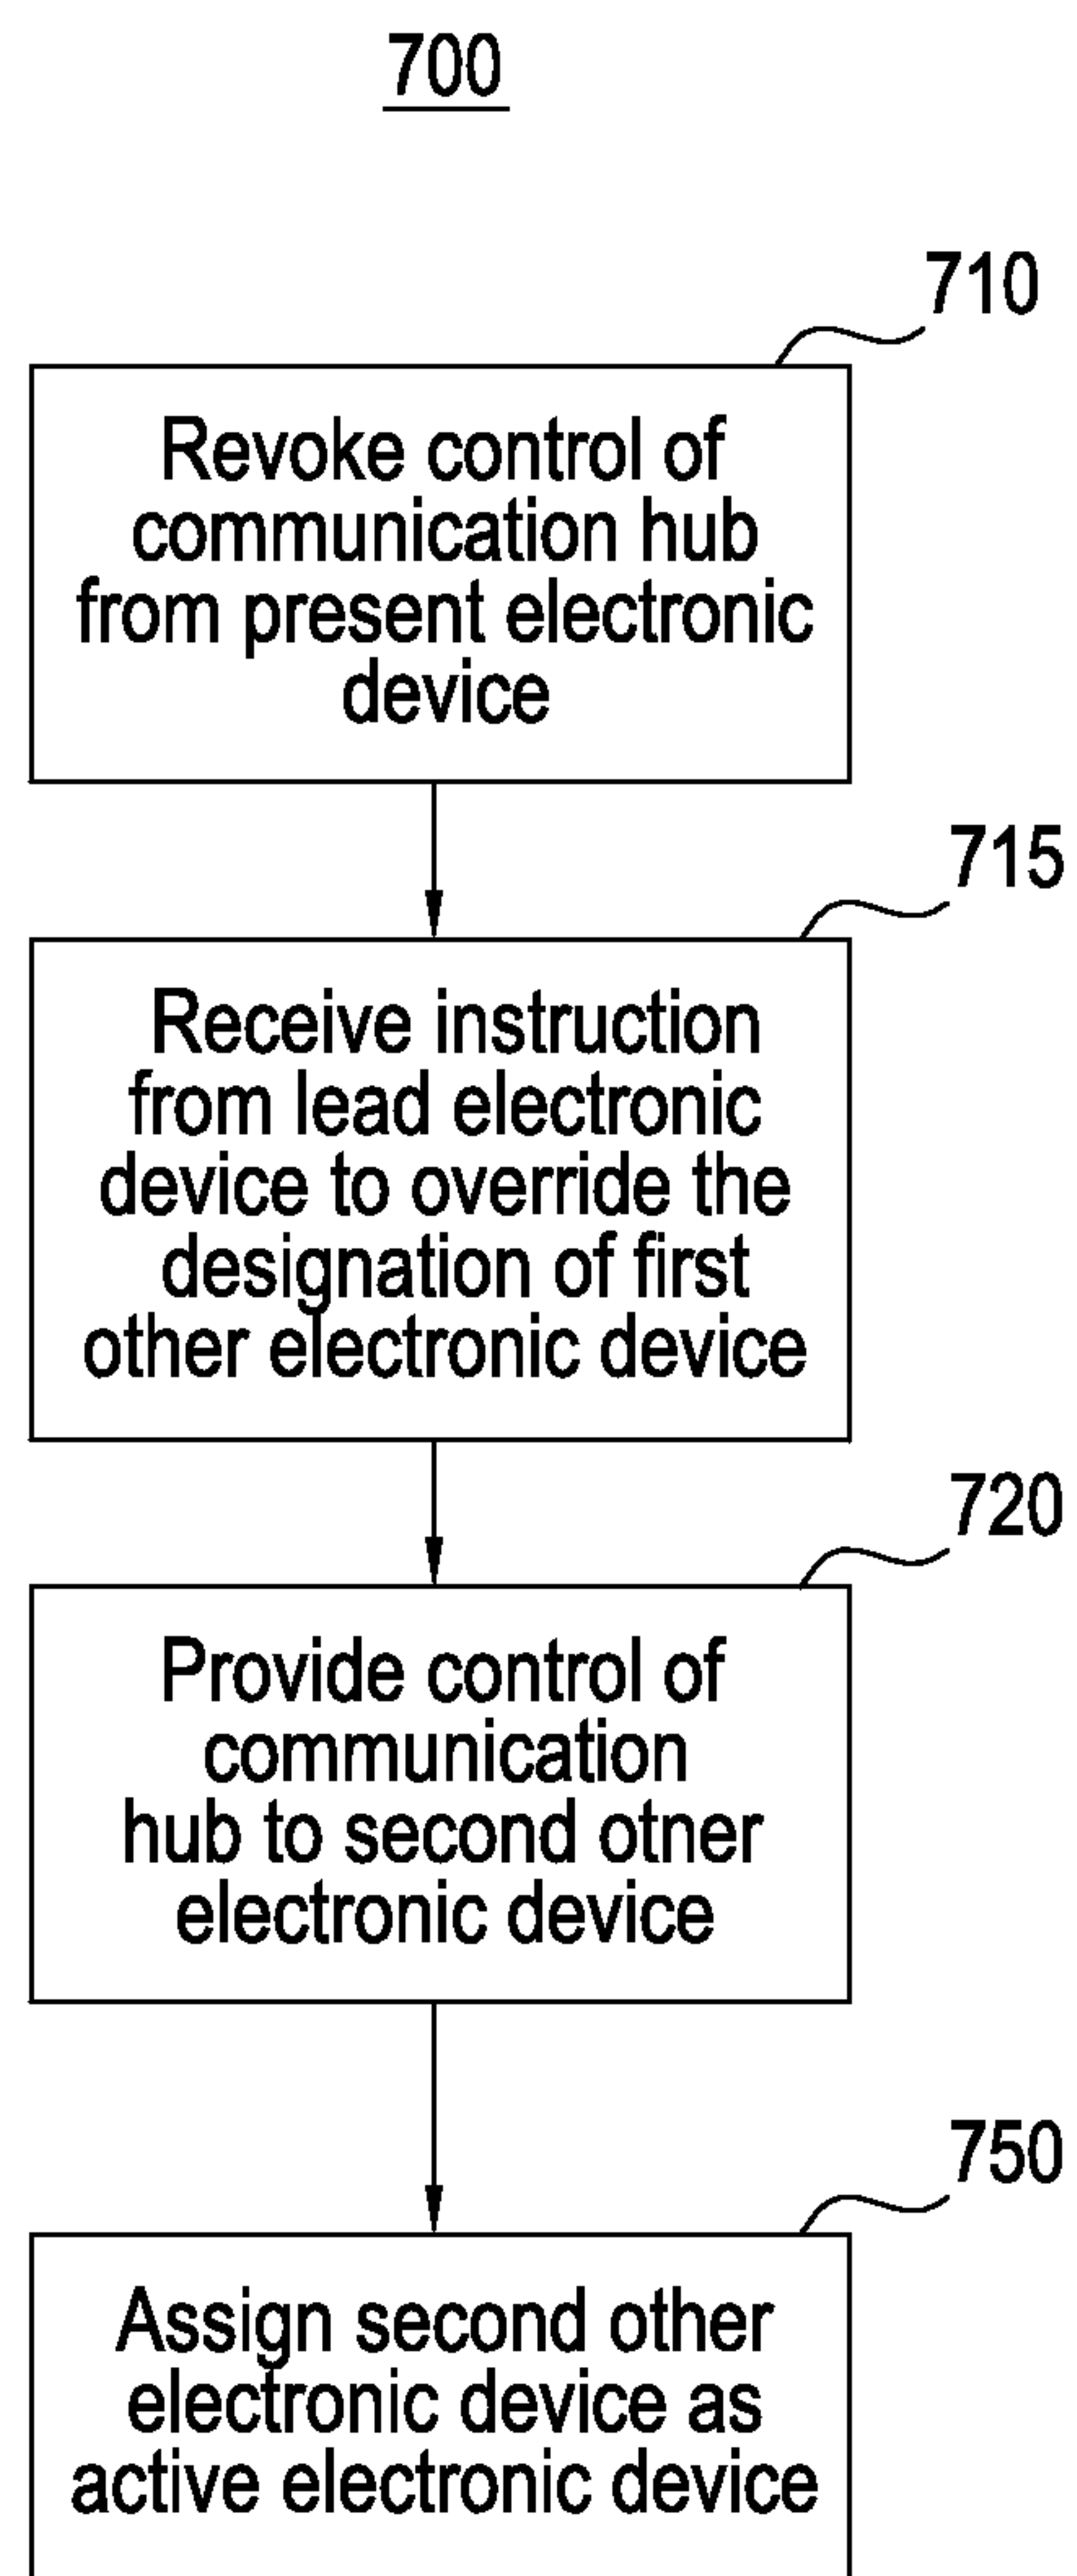 700
710
Revoke control of
communication hub
from present electronic
device
715
Receive instruction
from lead electronic
device to override the
designation of first
other electronic device
720
Provide control of
communication
hub to second otner
electronic device
750
Assign second other
electronic device as
active electronic device